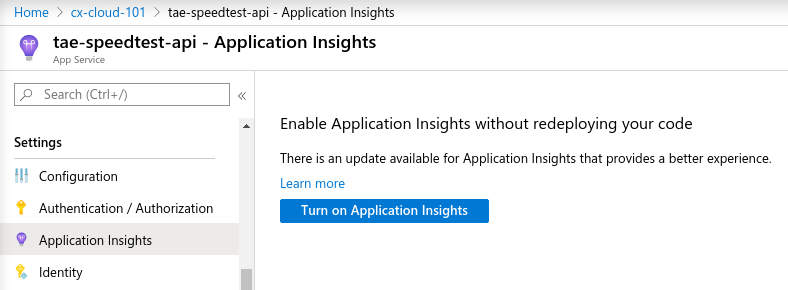 Home > cx-cloud-101 > tae-speedtest-api - Application Insights
tae-speedtest-api - Application Insights
App Service
Search (Ctrl+/)
«
Settings
Configuration
Authentication / Authorization
Application Insights
Identity
Enable Application Insights without redeploying your code
There is an update available for Application Insights that provides a better experience.
Learn more
Turn on Application Insights